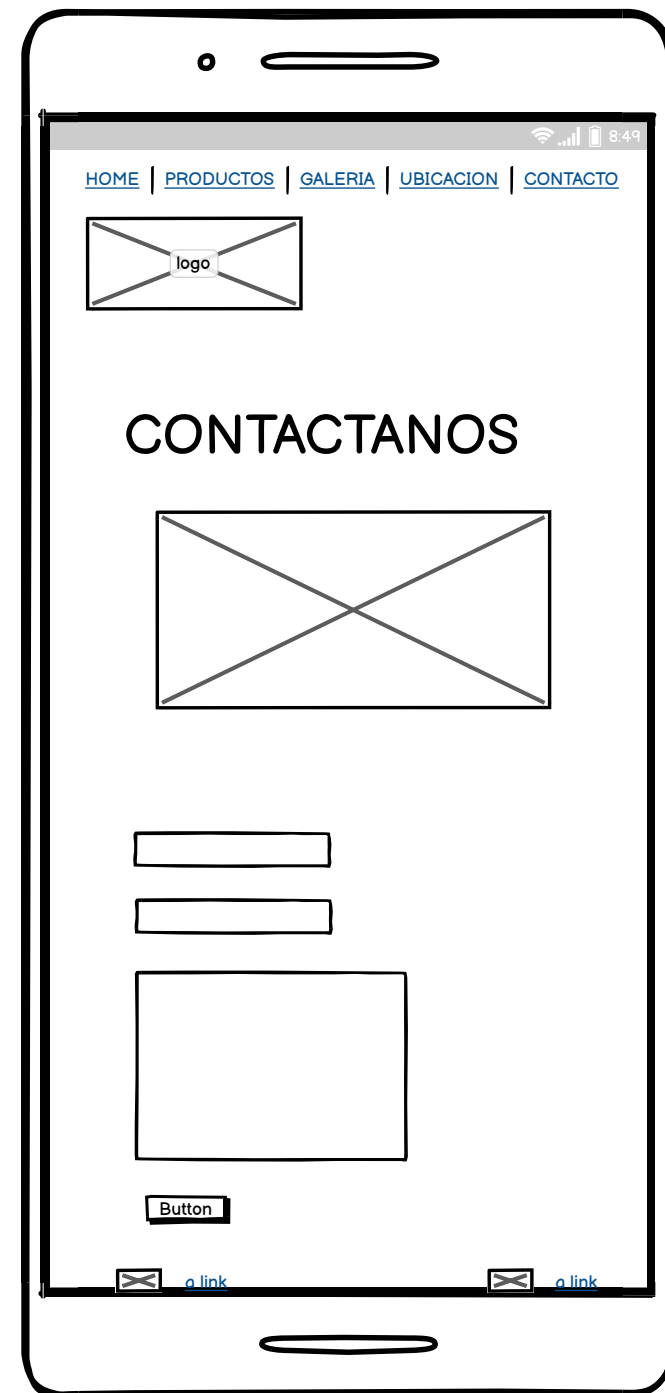 8:49
HOME PRODUCTOS GALERIA UBICACION CONTACTO
logo
CONTACTANOS
Button
a link a link